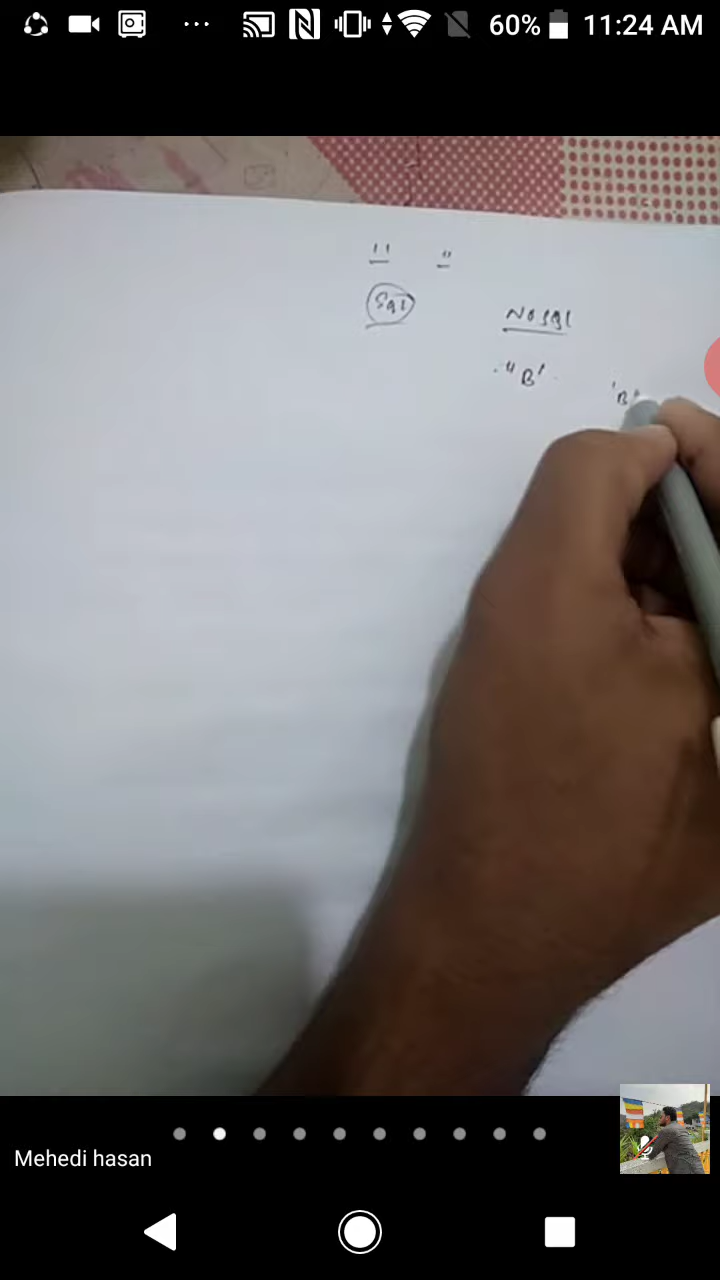 60% 11:24 AM
" "
Sql
NOSQL
"B" 'B'
Mehedi hasan